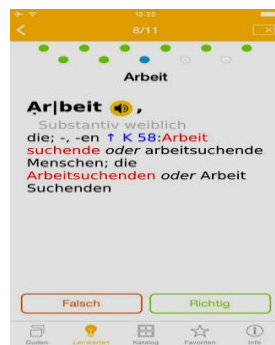 16:26
8/11
Arbeit
Ar|beit ,
Substantiv weiblich
die; -, -en ↑ K 58:Arbeit
suchende oder arbeitsuchende
Menschen; die
Arbeitsuchenden oder Arbeit
Suchenden
Falsch Richtig
Duden Lernkarten Katalog Favoriten Info